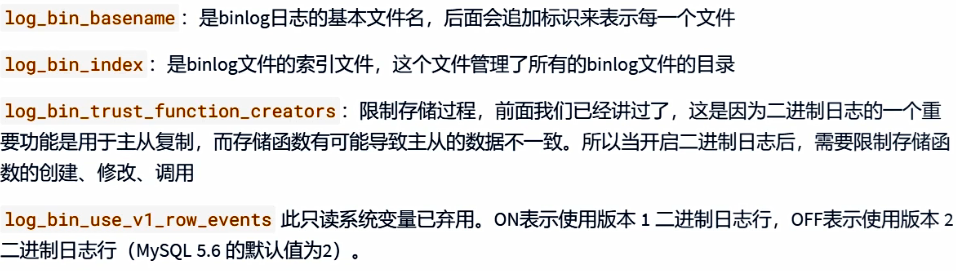 log_bin_basename：是binlog日志的基本文件名，后面会追加标识来表示每一个文件
log_bin_index：是binlog文件的索引文件，这个文件管理了所有的binlog文件的目录
log_bin_trust_function_creators：限制存储过程，前面我们已经讲过了，这是因为二进制日志的一个重
要功能是用于主从复制，而存储函数有可能导致主从的数据不一致。所以当开启二进制日志后，需要限制存储函
数的创建、修改、调用
log_bin_use_v1_row_events 此只读系统变量已弃用。ON表示使用版本 1 二进制日志行，OFF表示使用版本 2
二进制日志行（MySQL 5.6 的默认值为2）。